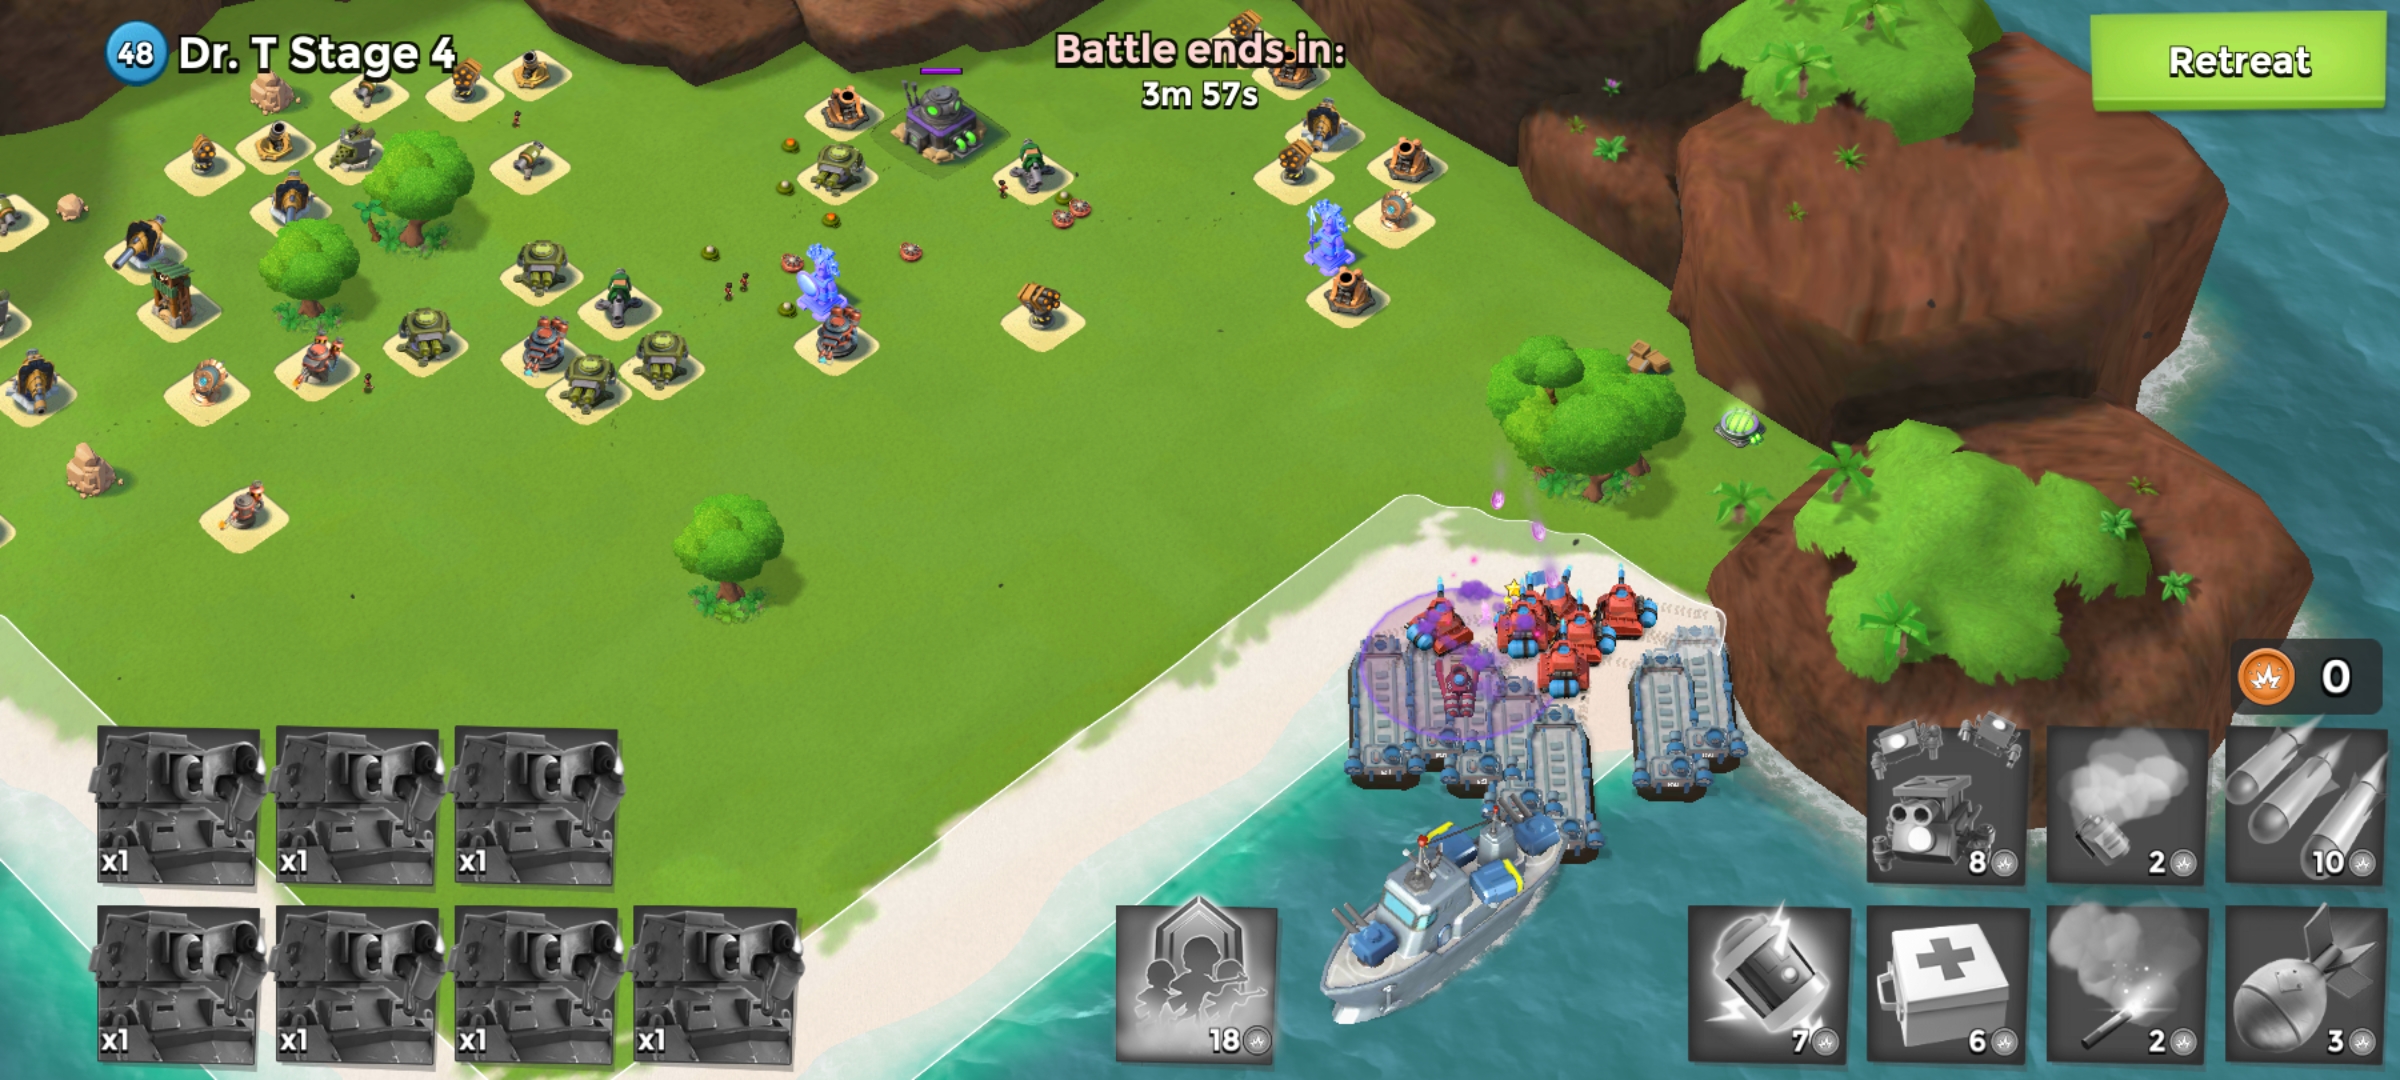 48 Dr. T Stage 4
Battle ends in:
3m 57s
Retreat
0
x1
x1
x1
8
2
10
x1
x1
x1
x1
18
7
6
2
3